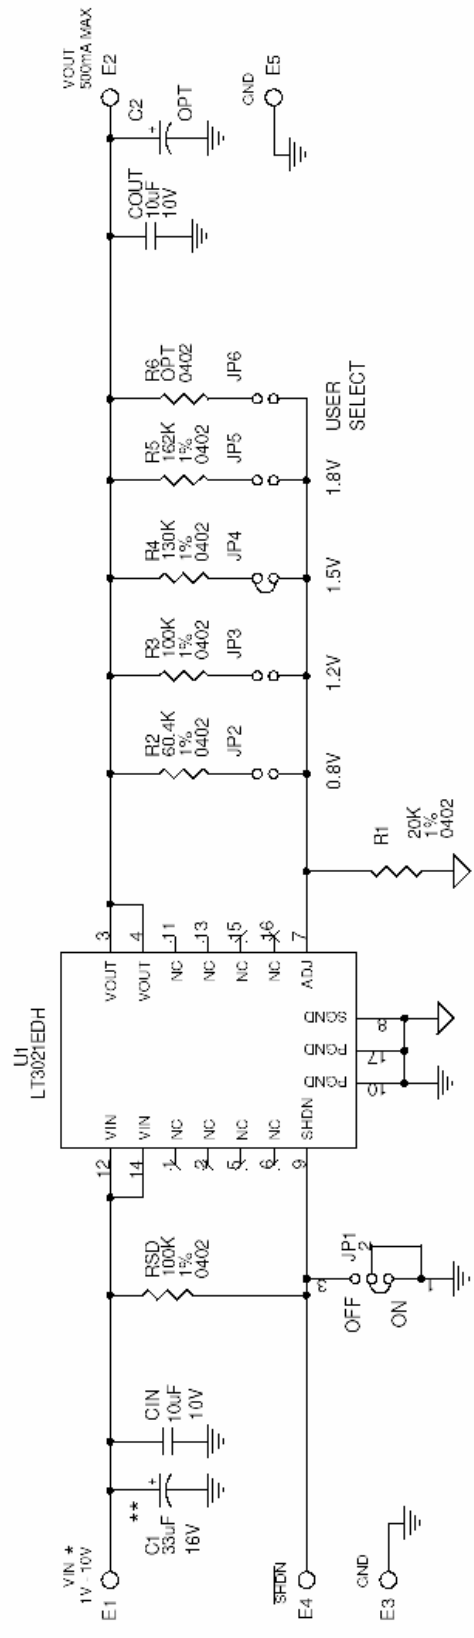 VIN *
1V - 10V
E1
**
C1
33uF
16V
+
CIN
10uF
10V
RSD
100K
1%
0402
SHDN
E4
GND
E3
OFF
ON
JP1
3
2
1
U1
LT3021EDH
12
VIN
14
VIN
1
NC
2
NC
5
NC
6
NC
9
SHDN
VOUT
3
VOUT
4
NC
11
NC
13
NC
15
NC
16
ADJ
7
PGND
PGND
SGND
17
8
R1
20K
1%
0402
R2
60.4K
1%
0402
JP2
0.8V
R3
100K
1%
0402
JP3
1.2V
R4
130K
1%
0402
JP4
1.5V
R5
162K
1%
0402
JP5
1.8V
R6
OPT
0402
JP6
USER
SELECT
COUT
10uF
10V
C2
+
OPT
VOUT
500mA MAX
E2
GND
E5